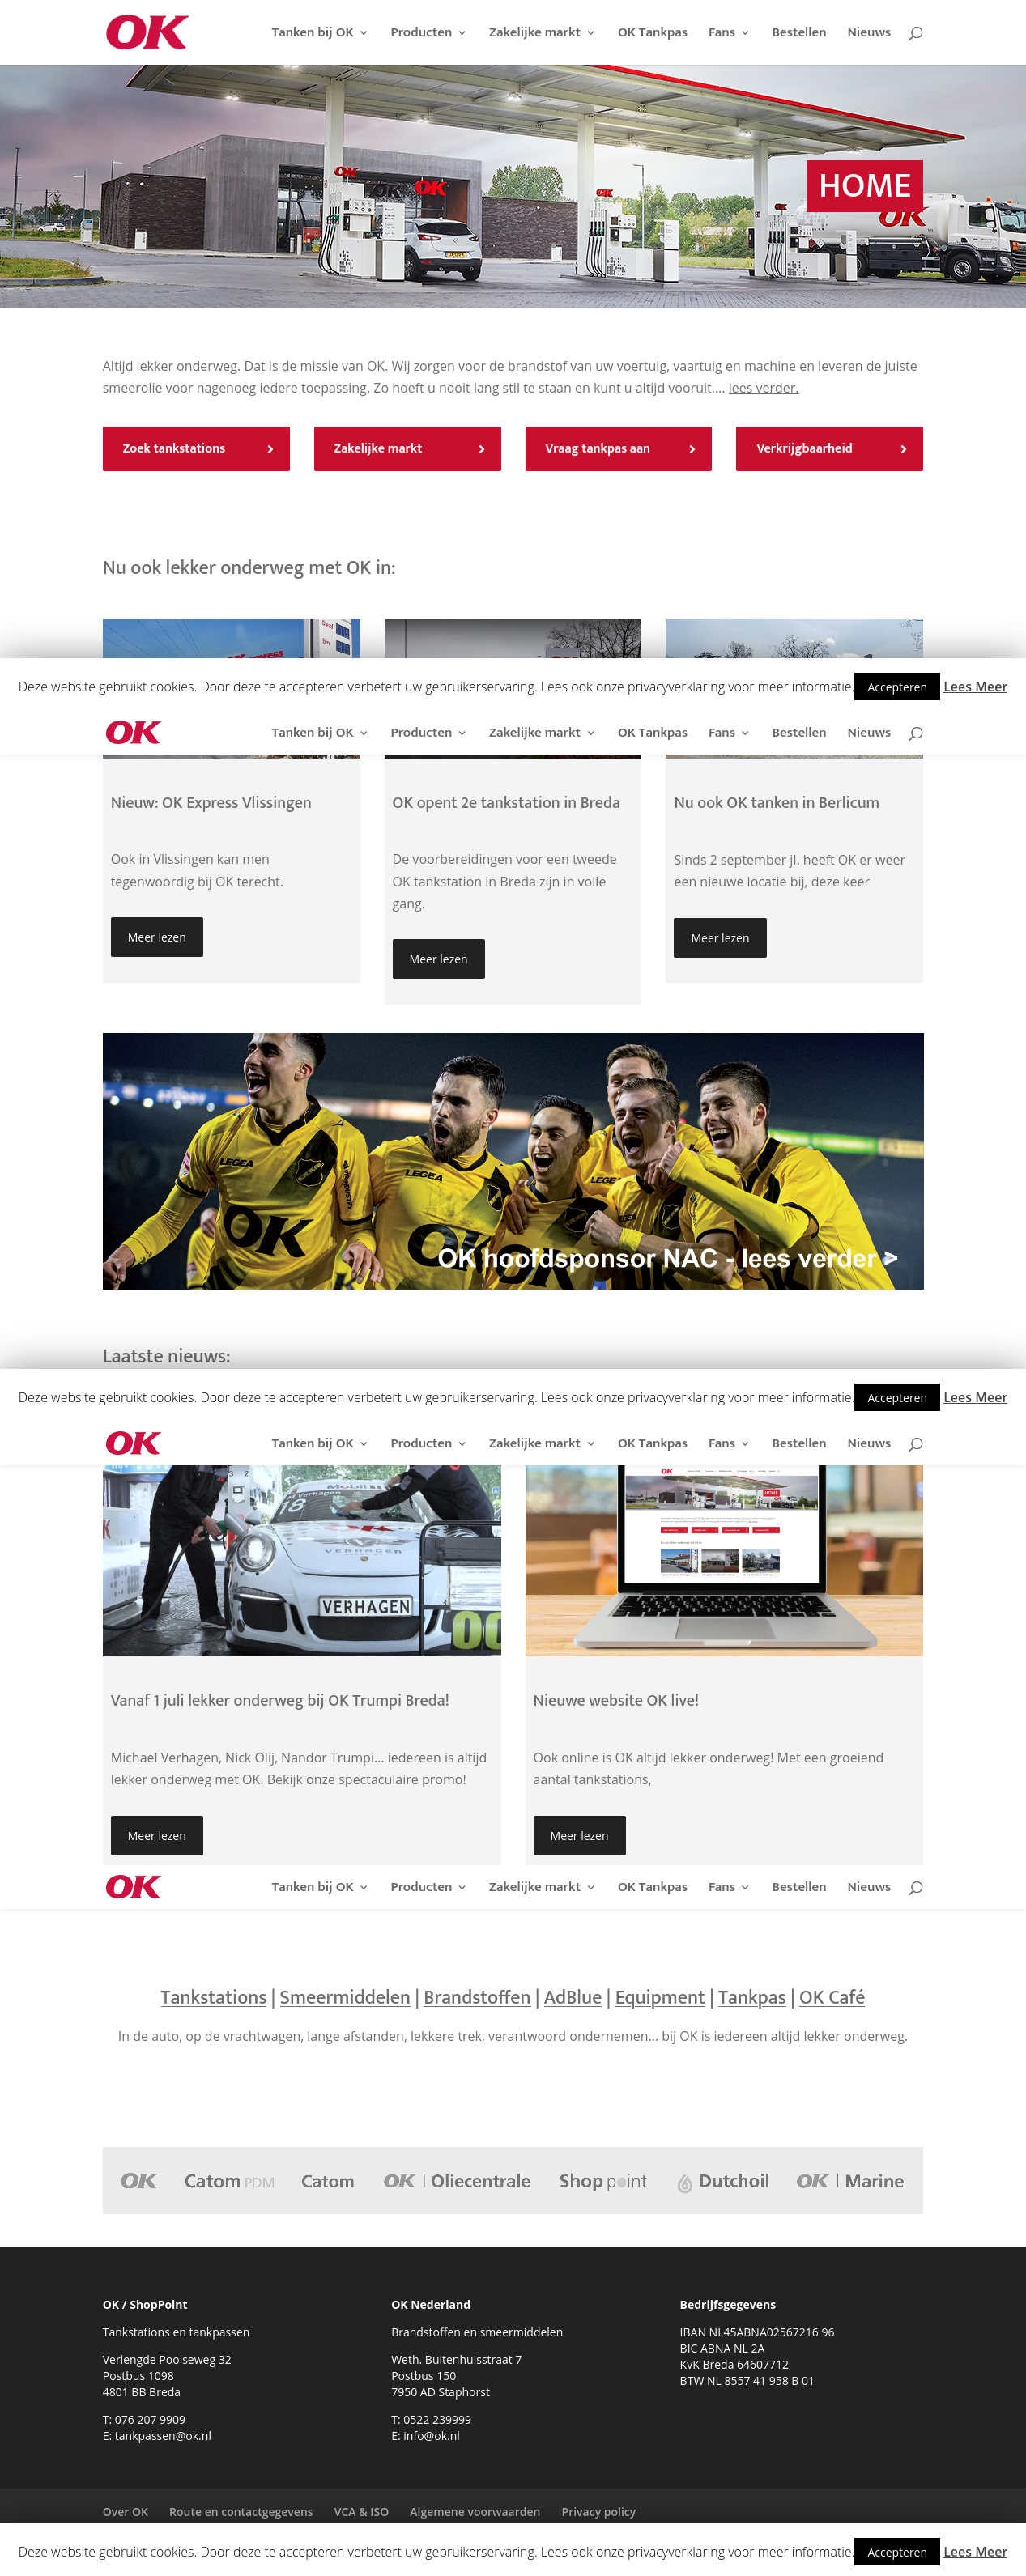 OK
Tanken bij OK Producten Zakelijke markt OK Tankpas Fans Bestellen Nieuws
HOME
Altijd lekker onderweg. Dat is de missie van OK. Wij zorgen voor de brandstof van uw voertuig, vaartuig en machine en leveren de juiste
smeerolie voor nagenoeg iedere toepassing. Zo hoeft u nooit lang stil te staan en kunt u altijd vooruit.... lees verder.
Zoek tankstations
Zakelijke markt
Vraag tankpas aan
Verkrijgbaarheid
Nu ook lekker onderweg met OK in:
Deze website gebruikt cookies. Door deze te accepteren verbetert uw gebruikerservaring. Lees ook onze privacyverklaring voor meer informatie. Accepteren Lees Meer
OK
Tanken bij OK Producten Zakelijke markt OK Tankpas Fans Bestellen Nieuws
Nieuw: OK Express Vlissingen
Ook in Vlissingen kan men
tegenwoordig bij OK terecht.
Meer lezen
OK opent 2e tankstation in Breda
De voorbereidingen voor een tweede
OK tankstation in Breda zijn in volle
gang.
Meer lezen
Nu ook OK tanken in Berlicum
Sinds 2 september jl. heeft OK er weer
een nieuwe locatie bij, deze keer
Meer lezen
LEGEA
LEGEA
LEGEA
LEGEA
OK
OK
OK hoofdsponsor NAC - lees verder >
Laatste nieuws:
Deze website gebruikt cookies. Door deze te accepteren verbetert uw gebruikerservaring. Lees ook onze privacyverklaring voor meer informatie. Accepteren Lees Meer
OK
Tanken bij OK Producten Zakelijke markt OK Tankpas Fans Bestellen Nieuws
Mobil 1
18
VERHAGEN
VERHAGEN
HOME
Vanaf 1 juli lekker onderweg bij OK Trumpi Breda!
Michael Verhagen, Nick Olij, Nandor Trumpi... iedereen is altijd
lekker onderweg met OK. Bekijk onze spectaculaire promo!
Meer lezen
Nieuwe website OK live!
Ook online is OK altijd lekker onderweg! Met een groeiend
aantal tankstations,
Meer lezen
OK
Tanken bij OK Producten Zakelijke markt OK Tankpas Fans Bestellen Nieuws
Tankstations | Smeermiddelen | Brandstoffen | AdBlue | Equipment | Tankpas | OK Café
In de auto, op de vrachtwagen, lange afstanden, lekkere trek, verantwoord ondernemen... bij OK is iedereen altijd lekker onderweg.
OK Catom PDM Catom OK | Oliecentrale Shop point Dutchoil OK | Marine
OK / ShopPoint
Tankstations en tankpassen
Verlengde Poolseweg 32
Postbus 1098
4801 BB Breda
T: 076 207 9909
E: tankpassen@ok.nl
OK Nederland
Brandstoffen en smeermiddelen
Weth. Buitenhuisstraat 7
Postbus 150
7950 AD Staphorst
T: 0522 239999
E: info@ok.nl
Bedrijfsgegevens
IBAN NL45ABNA02567216 96
BIC ABNA NL 2A
KvK Breda 64607712
BTW NL 8557 41 958 B 01
Over OK Route en contactgegevens VCA & ISO Algemene voorwaarden Privacy policy
Deze website gebruikt cookies. Door deze te accepteren verbetert uw gebruikerservaring. Lees ook onze privacyverklaring voor meer informatie. Accepteren Lees Meer